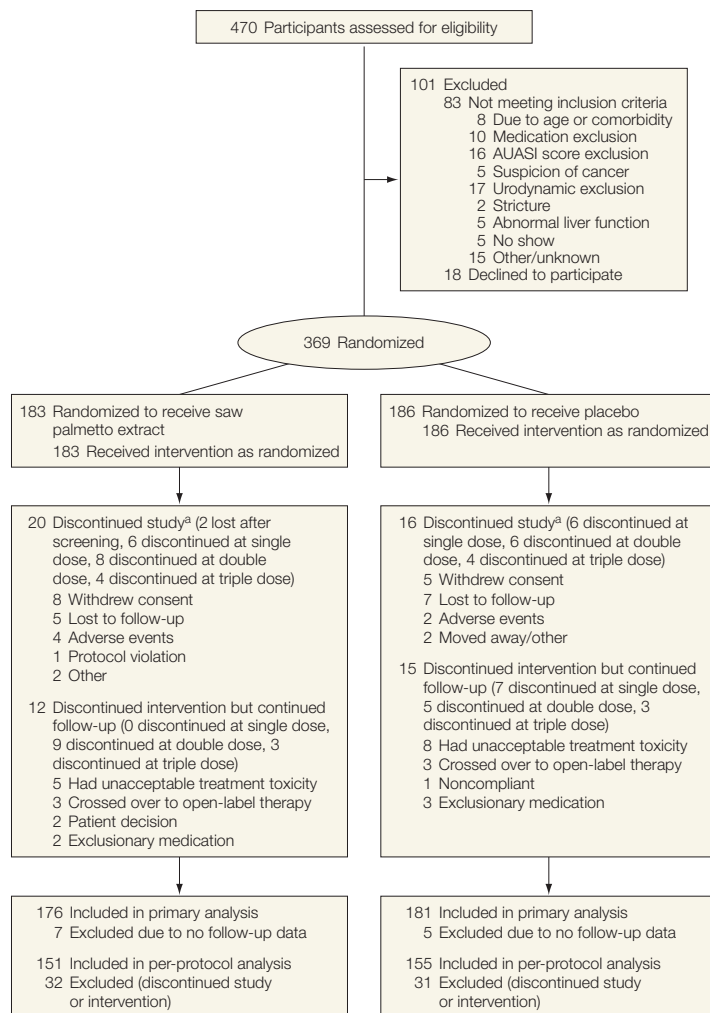 470 Participants assessed for eligibility
101 Excluded
83 Not meeting inclusion criteria
8 Due to age or comorbidity
10 Medication exclusion
16 AUASI score exclusion
5 Suspicion of cancer
17 Urodynamic exclusion
2 Stricture
5 Abnormal liver function
5 No show
15 Other/unknown
18 Declined to participate
369 Randomized
183 Randomized to receive saw
palmetto extract
183 Received intervention as randomized
186 Randomized to receive placebo
186 Received intervention as randomized
20 Discontinued studyᵃ (2 lost after
screening, 6 discontinued at single
dose, 8 discontinued at double
dose, 4 discontinued at triple dose)
8 Withdrew consent
5 Lost to follow-up
4 Adverse events
1 Protocol violation
2 Other
12 Discontinued intervention but continued
follow-up (0 discontinued at single dose,
9 discontinued at double dose, 3
discontinued at triple dose)
5 Had unacceptable treatment toxicity
3 Crossed over to open-label therapy
2 Patient decision
2 Exclusionary medication
16 Discontinued studyᵃ (6 discontinued at
single dose, 6 discontinued at double
dose, 4 discontinued at triple dose)
5 Withdrew consent
7 Lost to follow-up
2 Adverse events
2 Moved away/other
15 Discontinued intervention but continued
follow-up (7 discontinued at single dose,
5 discontinued at double dose, 3
discontinued at triple dose)
8 Had unacceptable treatment toxicity
3 Crossed over to open-label therapy
1 Noncompliant
3 Exclusionary medication
176 Included in primary analysis
7 Excluded due to no follow-up data
151 Included in per-protocol analysis
32 Excluded (discontinued study
or intervention)
181 Included in primary analysis
5 Excluded due to no follow-up data
155 Included in per-protocol analysis
31 Excluded (discontinued study
or intervention)